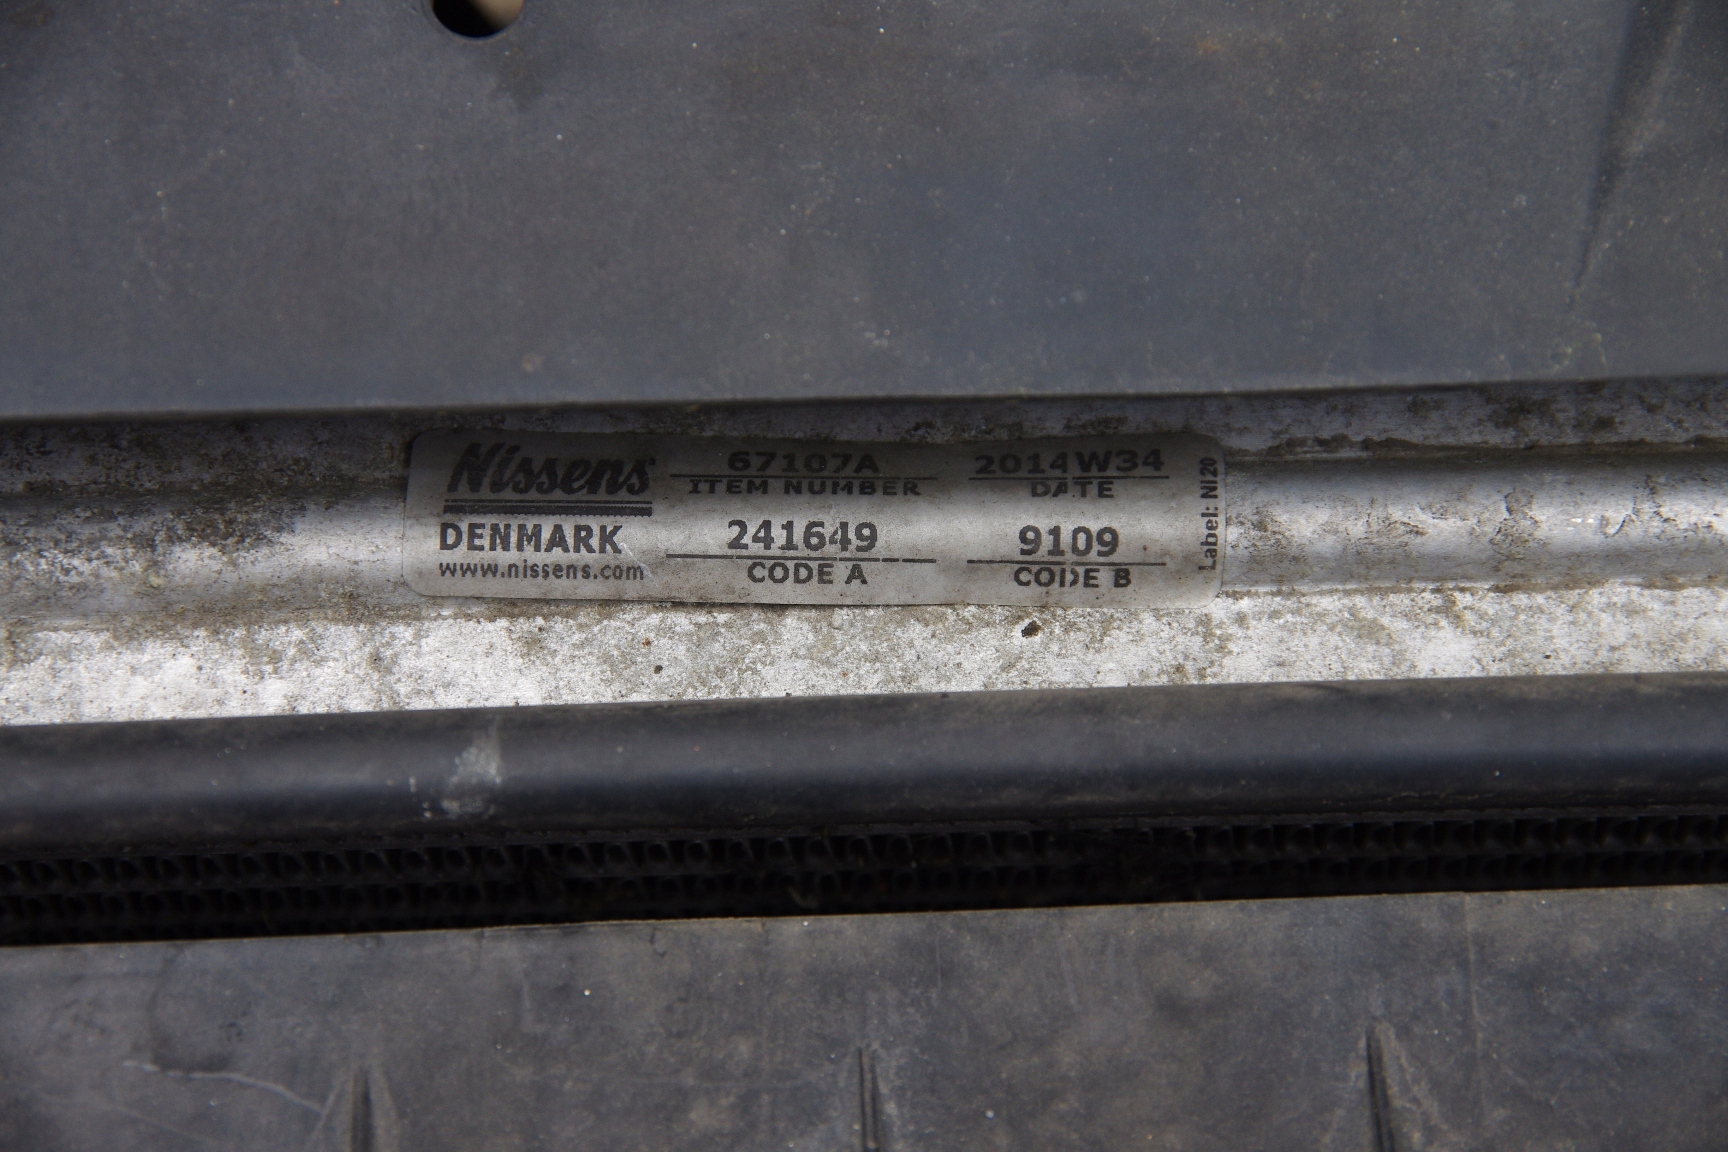 Nissens
DENMARK
www.nissens.com
67107A
ITEM NUMBER
241649
CODE A
2014W34
DATE
9109
CODE B
Label: NI20